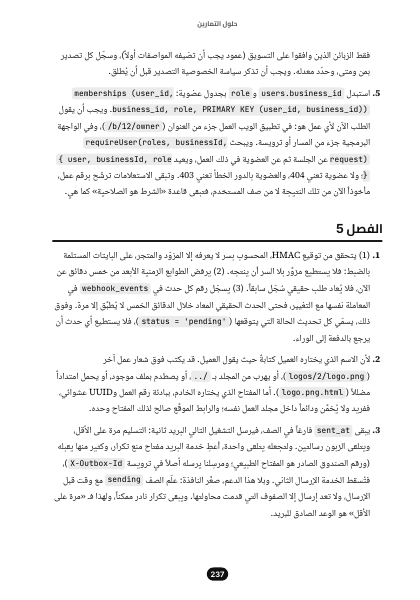 حلول التمارين
فقط الزبائن الذين وافقوا على التسويق (عمود يجب أن تضيفه المواصفات أولاً)، وسجّل كل تصدير
بمن ومتى، وحدّد معدله. ويجب أن تذكر سياسة الخصوصية التصدير قبل أن يُطلق.
5. استبدل users.business_id و role بجدول عضوية: memberships (user_id,
business_id, role, PRIMARY KEY (user_id, business_id)). ويجب أن يقول
الطلب الآن لأي عمل هو: في تطبيق الويب العمل جزء من العنوان (/b/12/owner)، وفي الواجهة
البرمجية جزء من المسار أو ترويسة. ويبحث requireUser(roles, businessId,
request) عن الجلسة ثم عن العضوية في ذلك العمل، ويعيد { user, businessId, role
}؛ ولا عضوية تعني 404، والعضوية بالدور الخطأ تعني 403. وتبقى الاستعلامات ترشّح برقم عمل،
مأخوذاً الآن من تلك النتيجة لا من صف المستخدم، فتبقى قاعدة «الشرط هو الصلاحية» كما هي.
الفصل 5
1. (1) يتحقق من توقيع HMAC، المحسوب بسر لا يعرفه إلا المزوّد والمتجر، على البايتات المستلمة
بالضبط: فلا يستطيع مزوّر بلا السر أن ينتجه. (2) يرفض الطوابع الزمنية الأبعد من خمس دقائق عن
الآن، فلا يُعاد طلب حقيقي سُجّل سابقاً. (3) يسجّل رقم كل حدث في webhook_events في
المعاملة نفسها مع التغيير، فحتى الحدث الحقيقي المعاد خلال الدقائق الخمس لا يُطبَّق إلا مرة. وفوق
ذلك، يسمّي كل تحديث الحالة التي يتوقعها (status = 'pending')، فلا يستطيع أي حدث أن
يرجع بالدفعة إلى الوراء.
2. لأن الاسم الذي يختاره العميل كتابةٌ حيث يقول العميل. قد يكتب فوق شعار عمل آخر
(logos/2/logo.png)، أو يهرب من المجلد بـ ../، أو يصطدم بملف موجود، أو يحمل امتداداً
مضللاً (logo.png.html). أما المفتاح الذي يختاره الخادم، ببادئة رقم العمل وUUID عشوائي،
ففريد ولا يُخمَّن ودائماً داخل مجلد العمل نفسه؛ والرابط الموقَّع صالح لذلك المفتاح وحده.
3. يبقى sent_at فارغاً في الصف، فيرسل التشغيل التالي البريد ثانية: التسليم مرة على الأقل،
ويتلقى الزبون رسالتين. ولتجعله يتلقى واحدة، أعطِ خدمة البريد مفتاح منع تكرار، وكثير منها يقبله
(ورقم الصندوق الصادر هو المفتاح الطبيعي؛ ومرسلنا يرسله أصلاً في ترويسة X-Outbox-Id)،
فتُسقط الخدمة الإرسال الثاني. وبلا هذا الدعم، صغّر النافذة: علّم الصف sending مع وقت قبل
الإرسال، ولا تعد إرسال إلا الصفوف التي قدمت محاولتها. ويبقى تكرار نادر ممكناً، ولهذا فـ «مرة على
الأقل» هو الوعد الصادق للبريد.
237